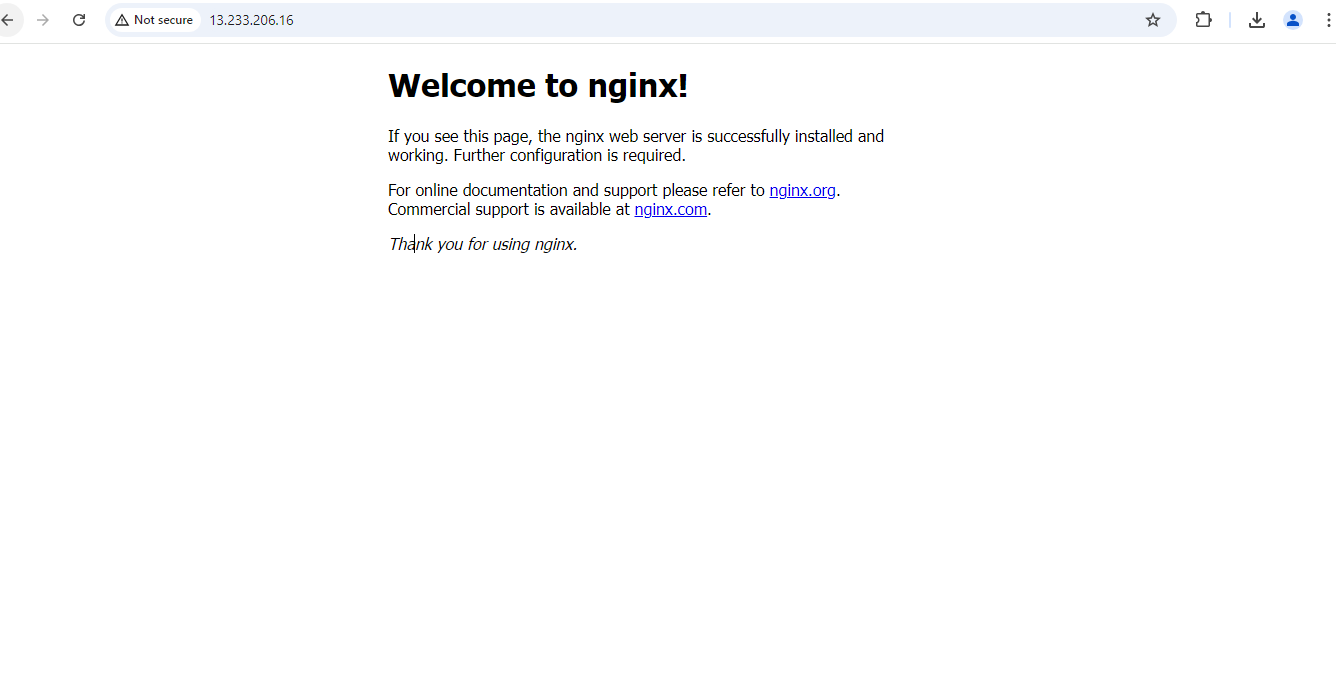 Not secure
13.233.206.16
Welcome to nginx!
If you see this page, the nginx web server is successfully installed and
working. Further configuration is required.
For online documentation and support please refer to nginx.org.
Commercial support is available at nginx.com.
Thank you for using nginx.